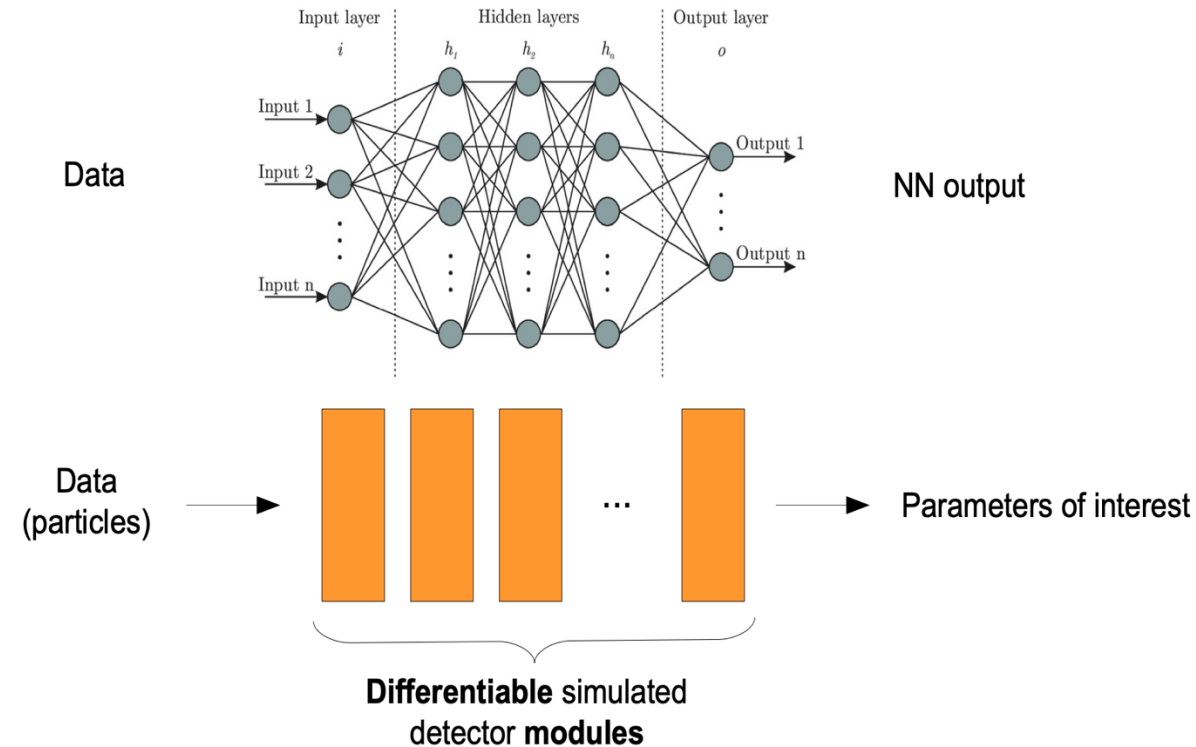 Input layer
Hidden layers
Output layer
i
h₁
h₂
hₙ
o
Input 1
Input 2
Input n
Output 1
Output n
Data
NN output
Data
(particles)
...
Parameters of interest
Differentiable simulated
detector modules